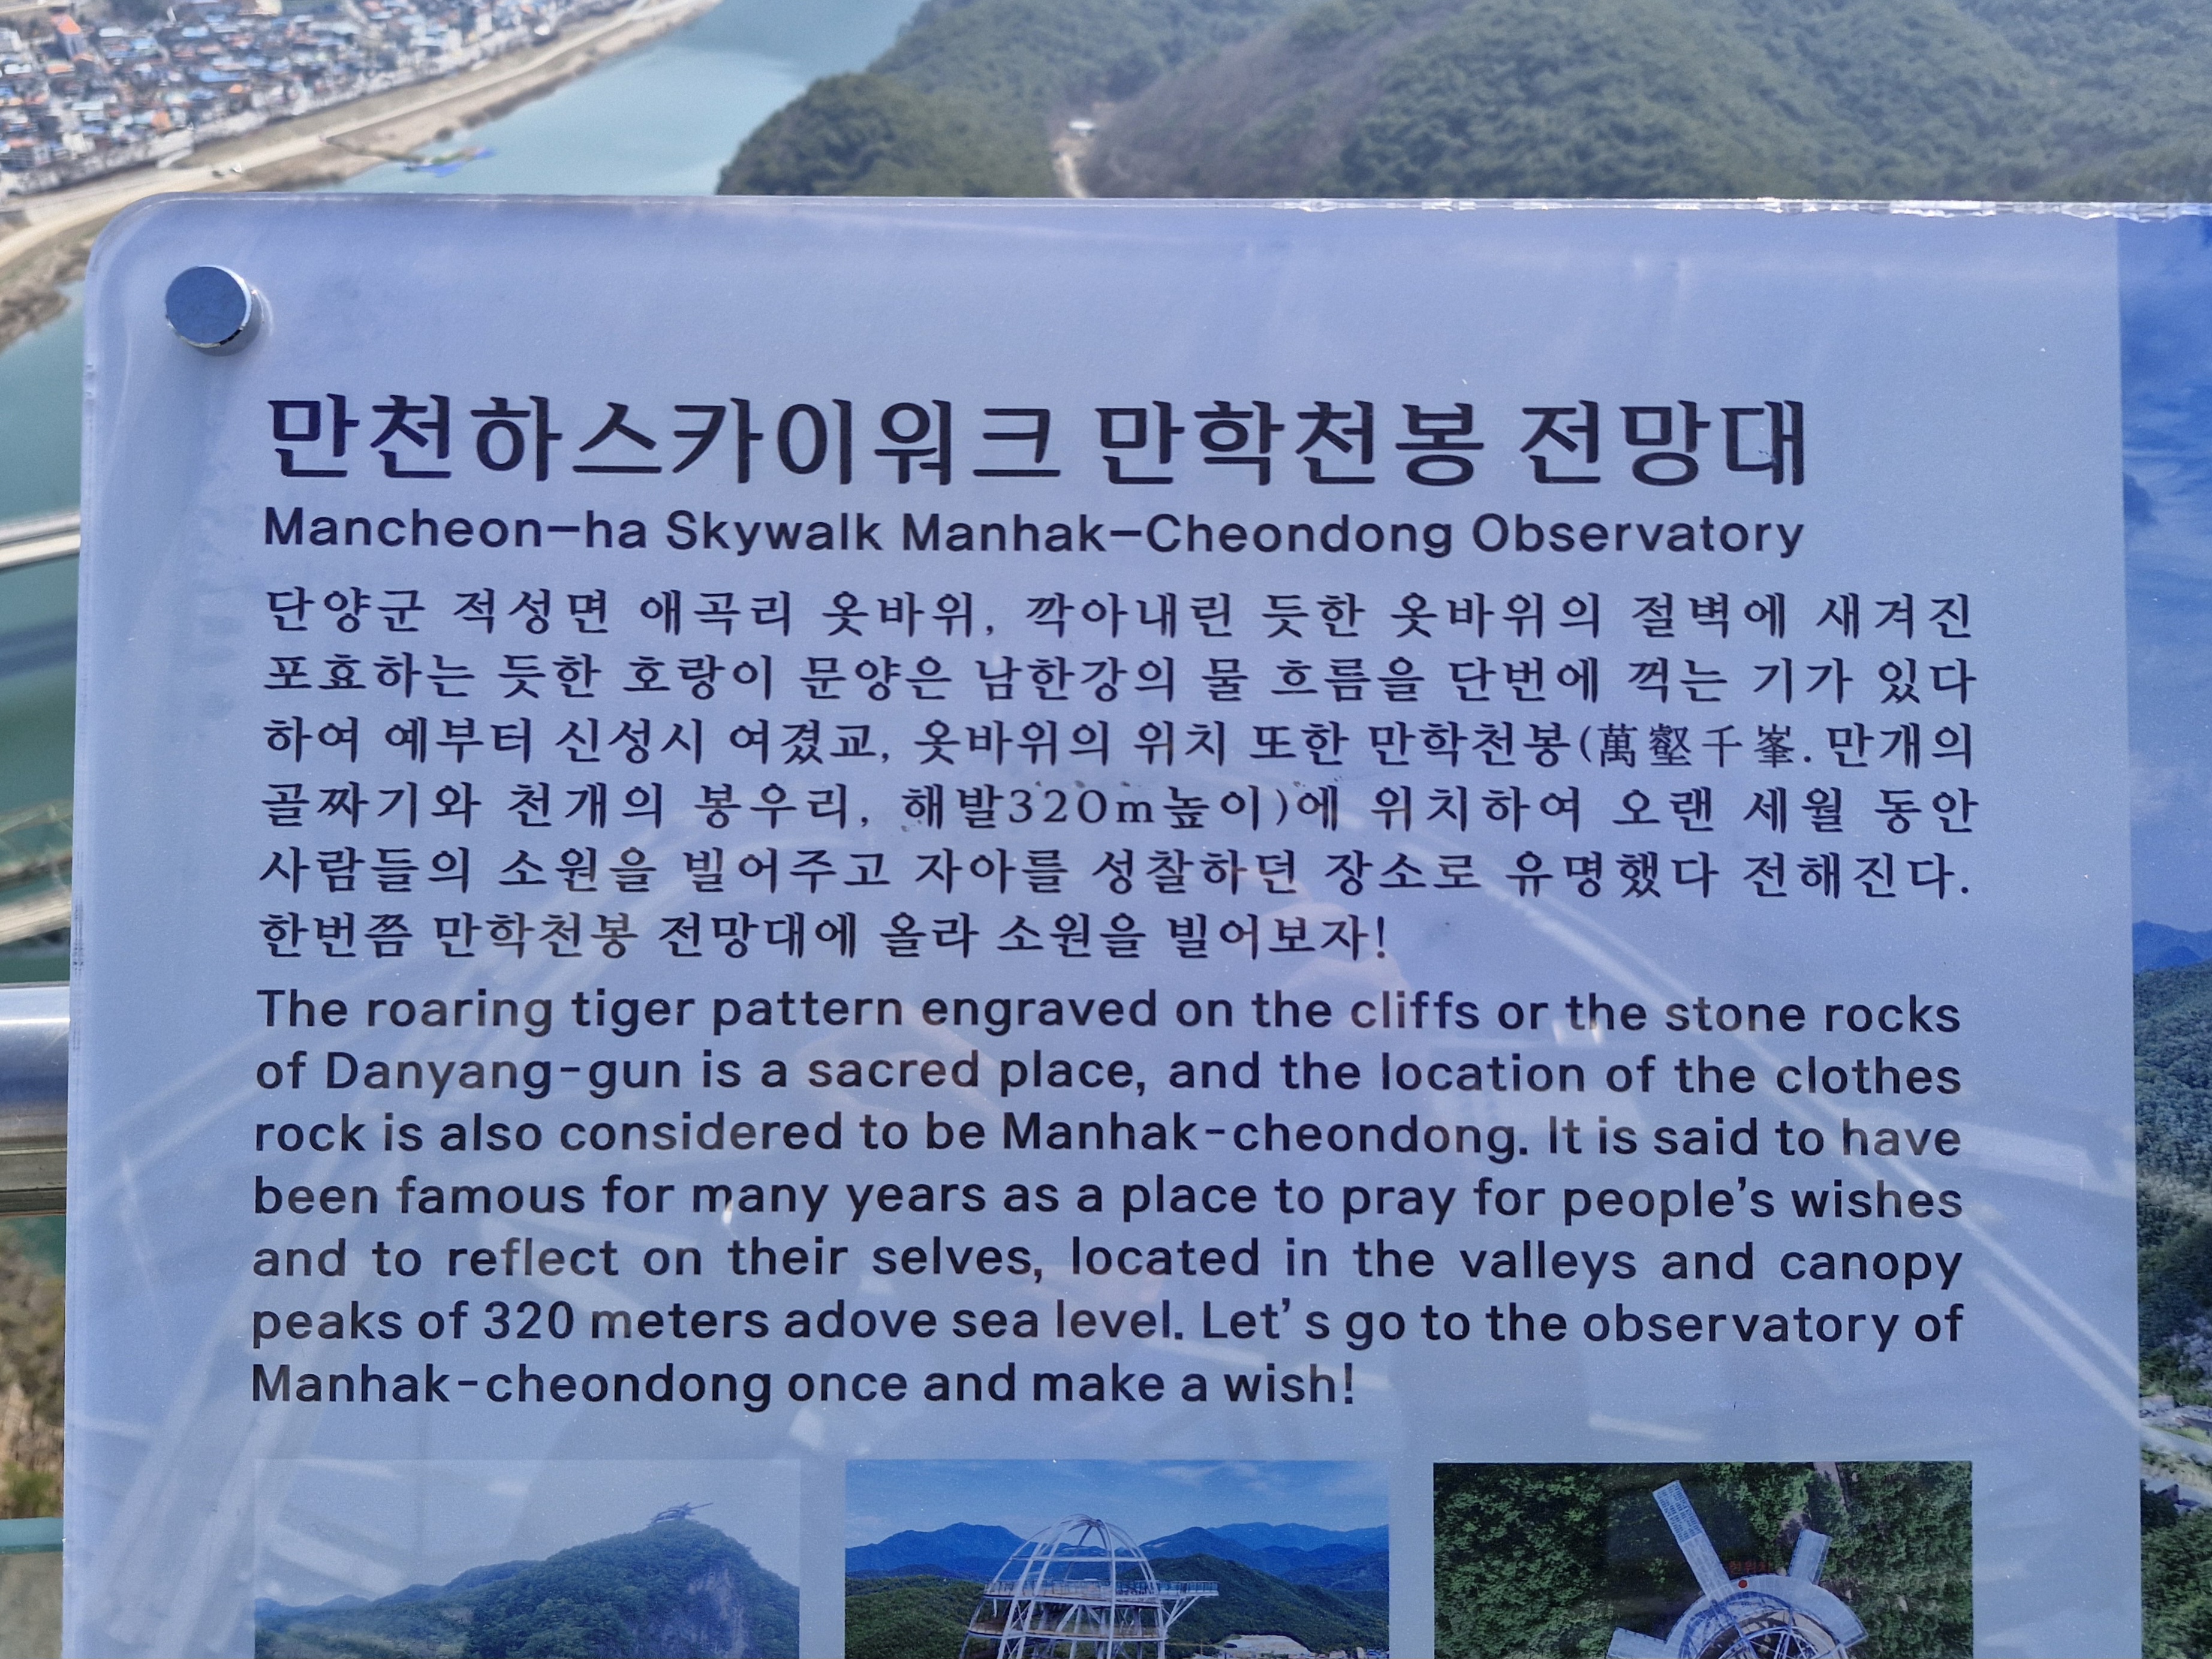 만천하스카이워크 만학천봉 전망대
Mancheon-ha Skywalk Manhak-Cheondong Observatory
단양군 적성면 애곡리 옷바위, 깍아내린 듯한 옷바위의 절벽에 새겨진
포효하는 듯한 호랑이 문양은 남한강의 물 흐름을 단번에 꺽는 기가 있다
하여 예부터 신성시 여겼교, 옷바위의 위치 또한 만학천봉(萬壑千峯.만개의
골짜기와 천개의 봉우리, 해발320m높이)에 위치하여 오랜 세월 동안
사람들의 소원을 빌어주고 자아를 성찰하던 장소로 유명했다 전해진다.
한번쯤 만학천봉 전망대에 올라 소원을 빌어보자!
The roaring tiger pattern engraved on the cliffs or the stone rocks
of Danyang-gun is a sacred place, and the location of the clothes
rock is also considered to be Manhak-cheondong. It is said to have
been famous for many years as a place to pray for people's wishes
and to reflect on their selves, located in the valleys and canopy
peaks of 320 meters adove sea level. Let's go to the observatory of
Manhak-cheondong once and make a wish!